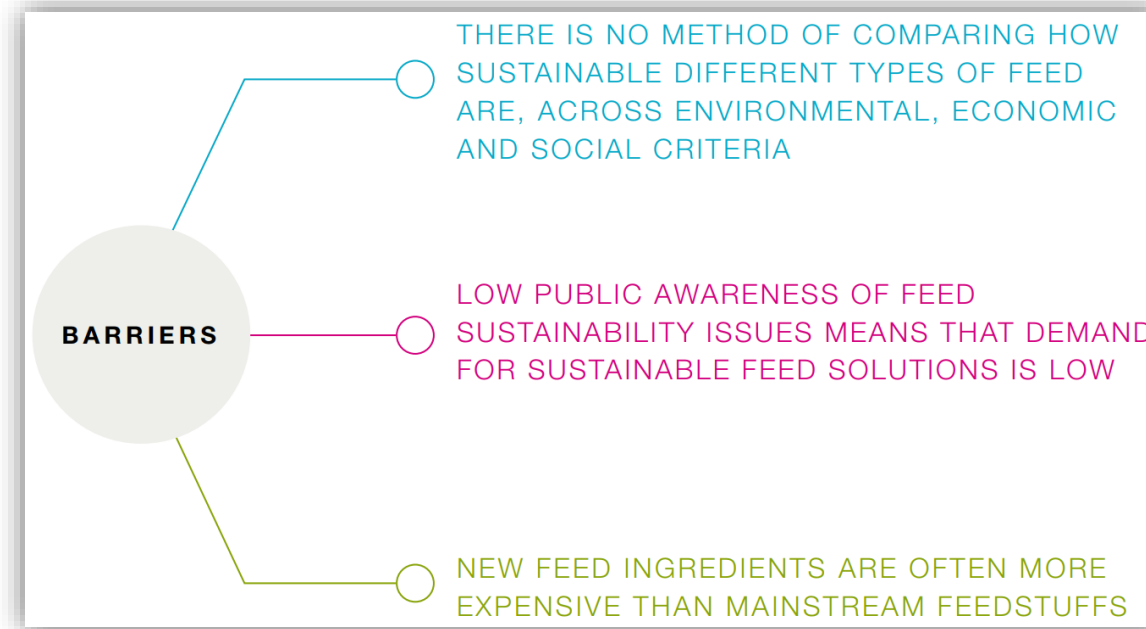 THERE IS NO METHOD OF COMPARING HOW
SUSTAINABLE DIFFERENT TYPES OF FEED
ARE, ACROSS ENVIRONMENTAL, ECONOMIC
AND SOCIAL CRITERIA
BARRIERS
LOW PUBLIC AWARENESS OF FEED
SUSTAINABILITY ISSUES MEANS THAT DEMAND
FOR SUSTAINABLE FEED SOLUTIONS IS LOW
NEW FEED INGREDIENTS ARE OFTEN MORE
EXPENSIVE THAN MAINSTREAM FEEDSTUFFS